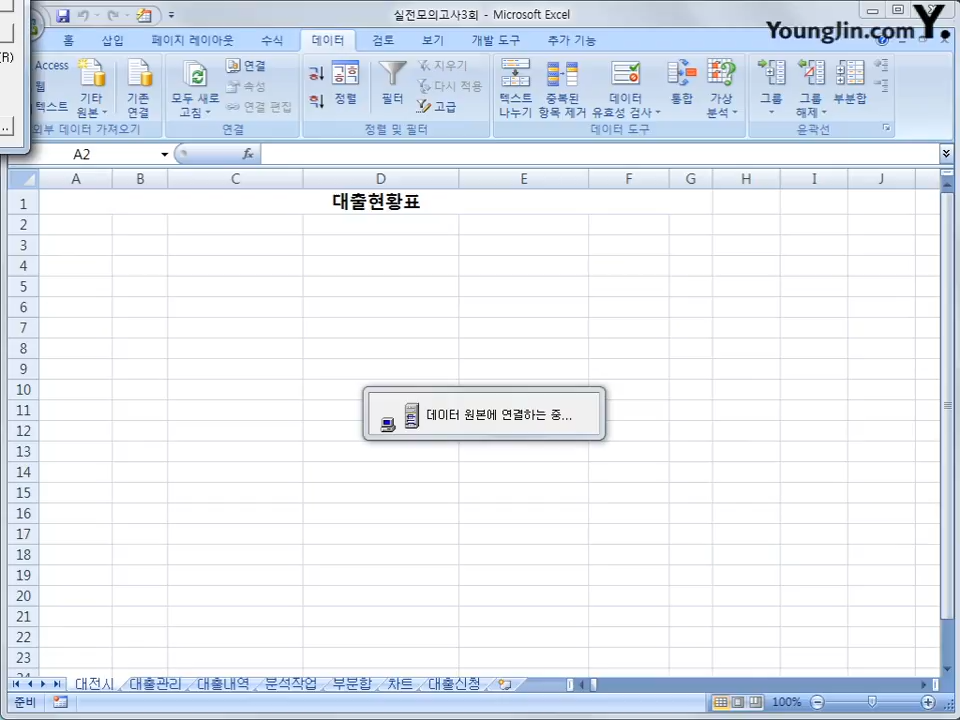 실전모의고사3회 - Microsoft Excel
YoungJin.com Y.
홈 삽입 페이지 레이아웃 수식 데이터 검토 보기 개발 도구 추가 기능
(R)
Access
웹
텍스트
기타 원본
기존 연결
외부 데이터 가져오기
모두 새로 고침
연결
속성
연결 편집
연결
정렬
필터
지우기
다시 적용
고급
정렬 및 필터
텍스트 나누기
중복된 항목 제거
데이터 유효성 검사
통합
가상 분석
데이터 도구
그룹
그룹 해제
부분합
윤곽선
A2
fx
A B C D E F G H I J
1 대출현황표
2
3
4
5
6
7
8
9
10
11
12
13
14
15
16
17
18
19
20
21
22
23
데이터 원본에 연결하는 중...
대전시 대출관리 대출내역 분석작업 부분합 차트 대출신청
준비
100%